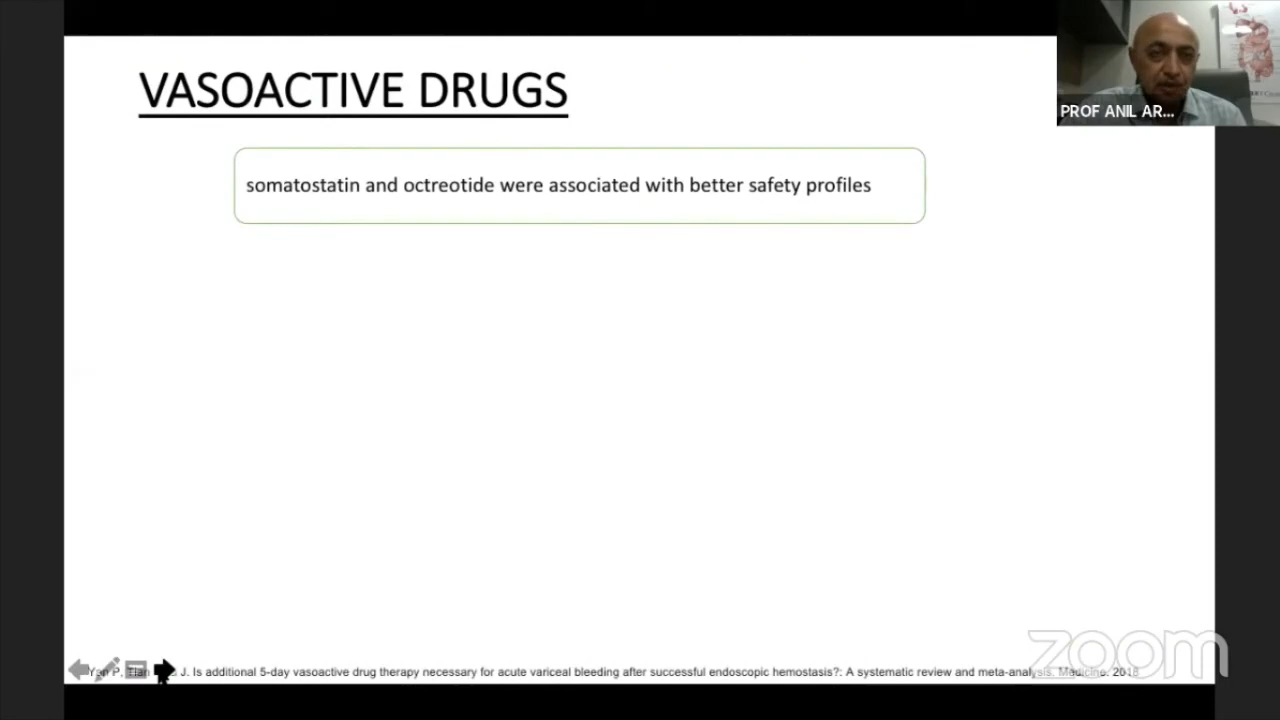 VASOACTIVE DRUGS
PROF ANIL AR...
somatostatin and octreotide were associated with better safety profiles
zoom
P, J. Is additional 5-day vasoactive drug therapy necessary for acute variceal bleeding after successful endoscopic hemostasis?: A systematic review and meta-analysis. Medicine. 2018